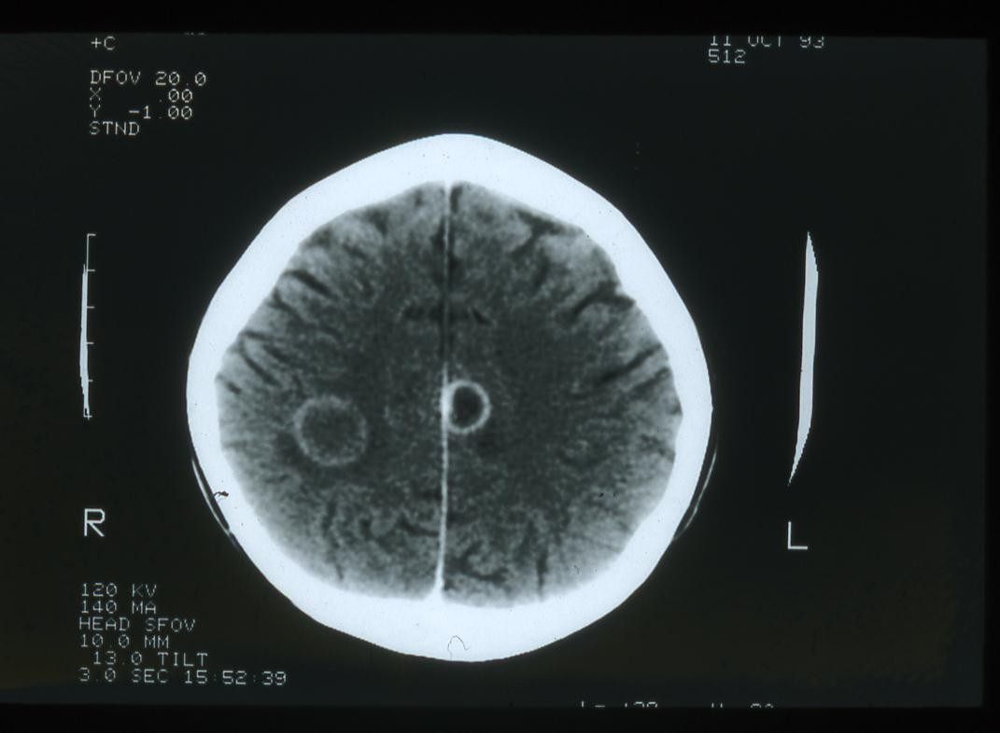 +C
11 OCT 93
512
DFOV 20.0
X .00
Y -1.00
STND
R
L
120 KV
140 MA
HEAD SFOV
10.0 MM
13.0 TILT
3.0 SEC 15:52:39